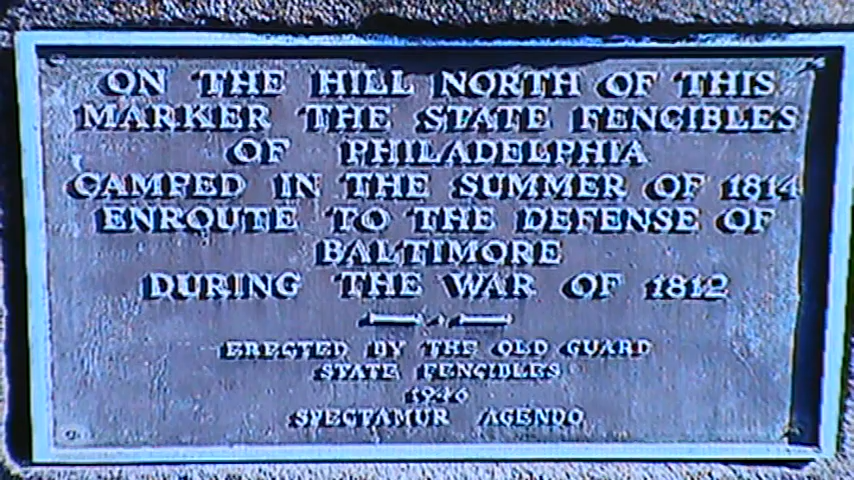 ON THE HILL NORTH OF THIS
MARKER THE STATE FENCIBLES
OF PHILADELPHIA
CAMPED IN THE SUMMER OF 1814
ENROUTE TO THE DEFENSE OF
BALTIMORE
DURING THE WAR OF 1812
ERECTED BY THE OLD GUARD
STATE FENCIBLES
SPECTAMUR AGENDO